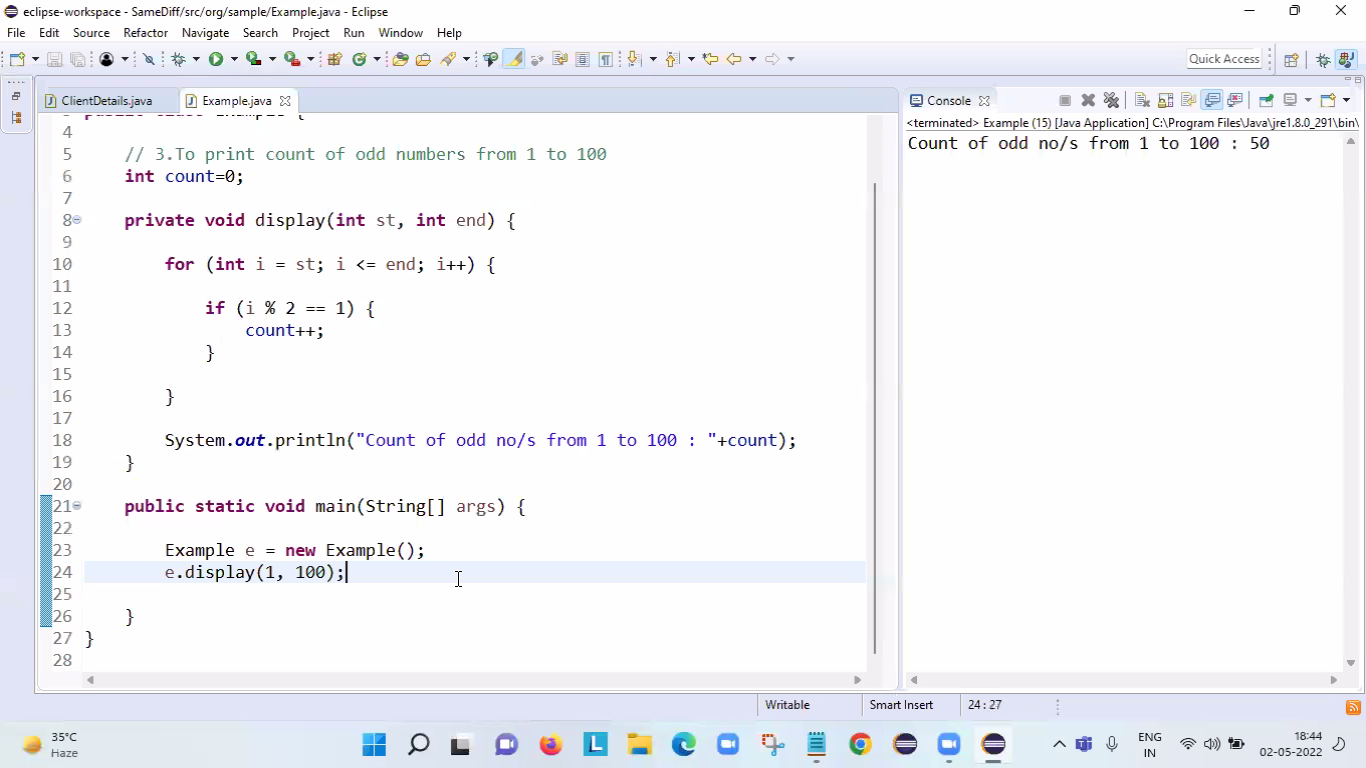 eclipse-workspace - SameDiff/src/org/sample/Example.java - Eclipse
File Edit Source Refactor Navigate Search Project Run Window Help
Quick Access
ClientDetails.java Example.java Console
<terminated> Example (15) [Java Application] C:\Program Files\Java\jre1.8.0_291\bin\
Count of odd no/s from 1 to 100 : 50
public class Example {
4
5 // 3.To print count of odd numbers from 1 to 100
6 int count=0;
7
8 private void display(int st, int end) {
9
10 for (int i = st; i <= end; i++) {
11
12 if (i % 2 == 1) {
13 count++;
14 }
15
16 }
17
18 System.out.println("Count of odd no/s from 1 to 100 : "+count);
19 }
20
21 public static void main(String[] args) {
22
23 Example e = new Example();
24 e.display(1, 100);
25
26 }
27 }
28
Writable Smart Insert 24 : 27
35°C
Haze
ENG
IN
18:44
02-05-2022